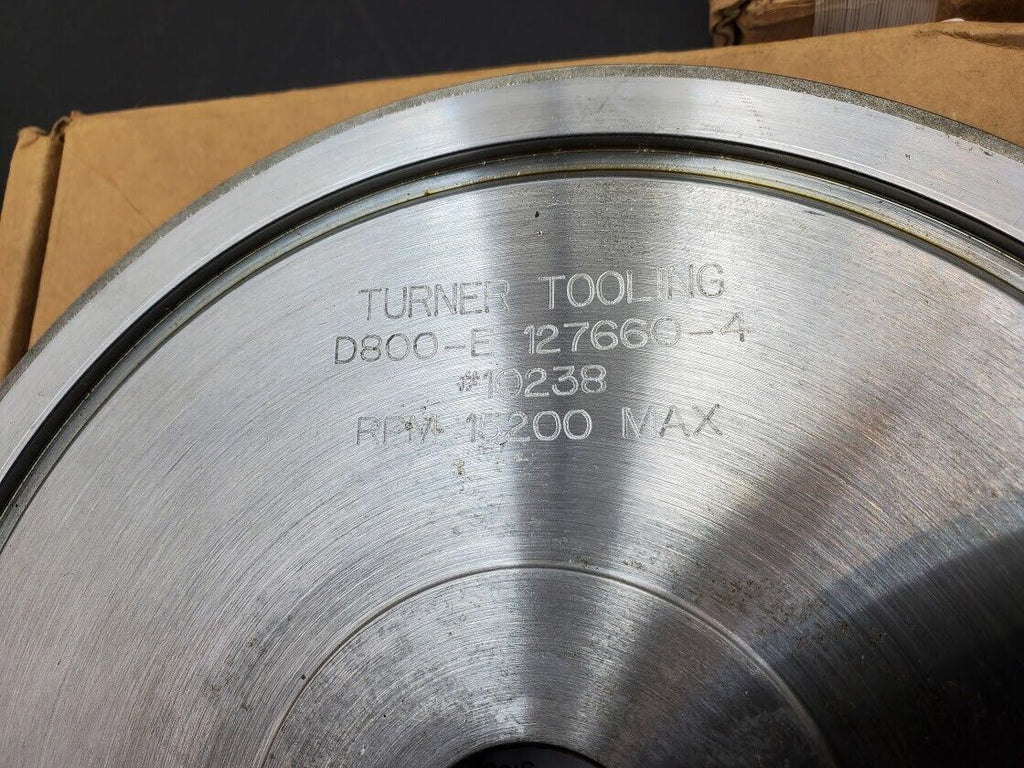 TURNER TOOLING
D800-E 127660-4
#10238
RPM 15200 MAX